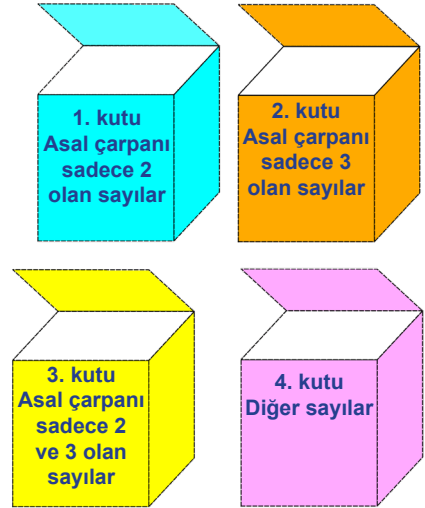 1. kutu
Asal çarpanı
sadece 2
olan sayılar
2. kutu
Asal çarpanı
sadece 3
olan sayılar
3. kutu
Asal çarpanı
sadece 2
ve 3 olan
sayılar
4. kutu
Diğer sayılar